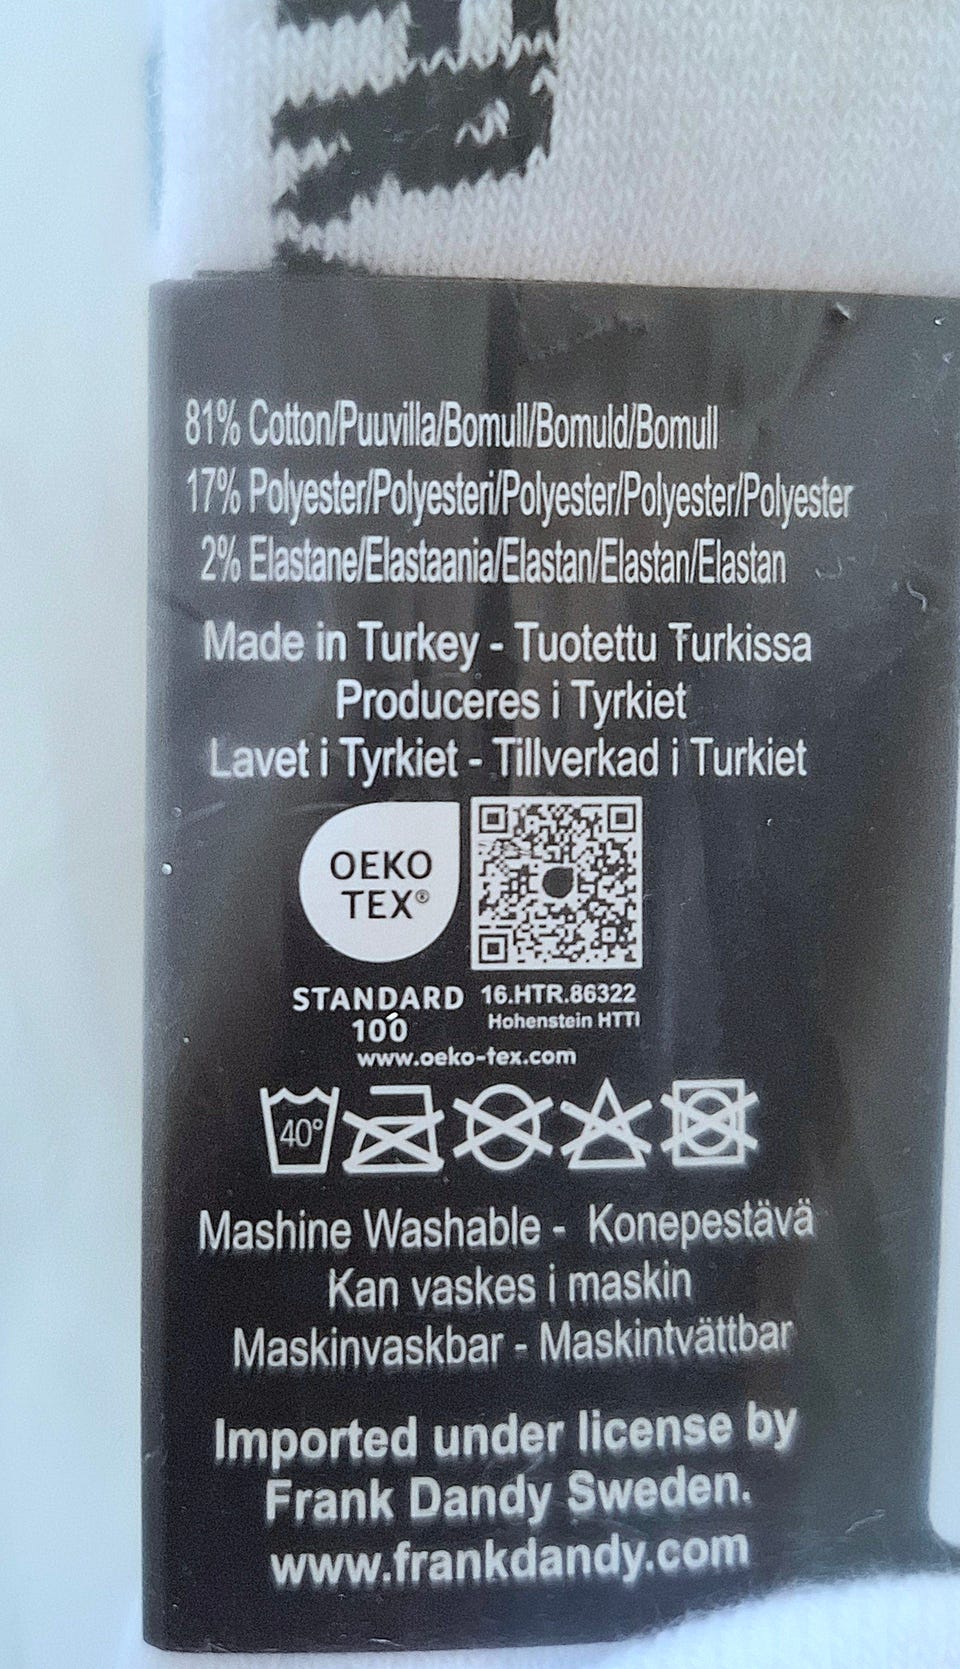 81% Cotton/Puuvilla/Bomull/Bomuld/Bomull
17% Polyester/Polyesteri/Polyester/Polyester/Polyester
2% Elastane/Elastaania/Elastan/Elastan/Elastan
Made in Turkey - Tuotettu Turkissa
Produceres i Tyrkiet
Lavet i Tyrkiet - Tillverkad i Turkiet
OEKO
TEX®
STANDARD
100
16.HTR.86322
Hohenstein HTTI
www.oeko-tex.com
40°
Mashine Washable - Konepestävä
Kan vaskes i maskin
Maskinvaskbar - Maskintvättbar
Imported under license by
Frank Dandy Sweden.
www.frankdandy.com